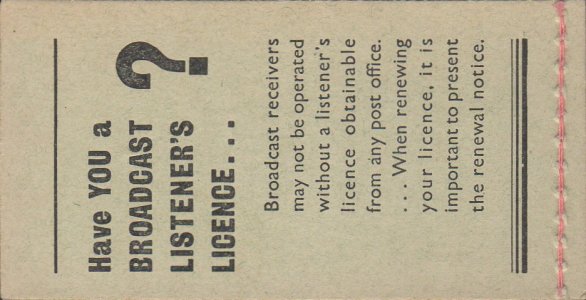 Have YOU a
BROADCAST
LISTENER'S
LICENCE...
?
Broadcast receivers
may not be operated
without a listener's
licence obtainable
from any post office.
... When renewing
your licence, it is
important to present
the renewal notice.